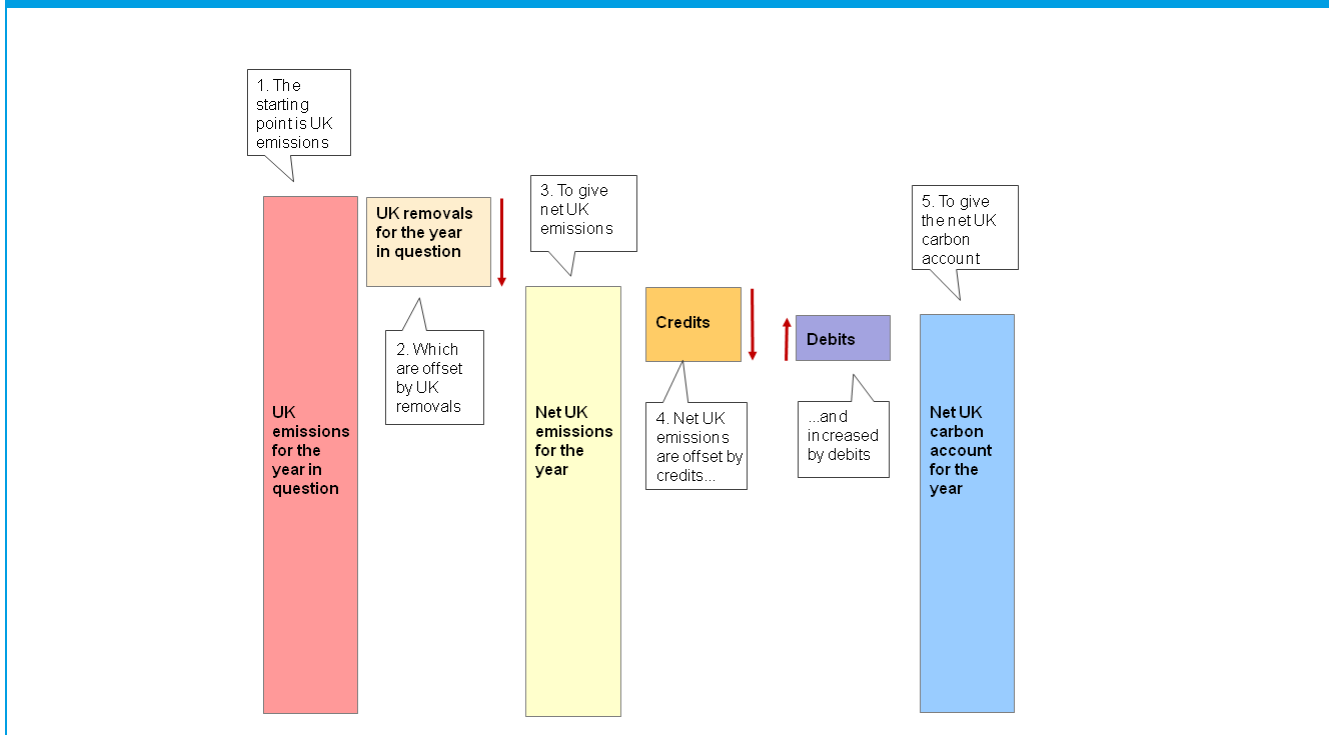 1. The
starting
point is UK
emissions
UK removals
for the year
in question
2. Which
are offset
by UK
removals
3. To give
net UK
emissions
Credits
4. Net UK
emissions
are offset by
credits...
Debits
...and
increased
by debits
5. To give
the net UK
carbon
account
UK
emissions
for the
year in
question
Net UK
emissions
for the
year
Net UK
carbon
account
for the
year